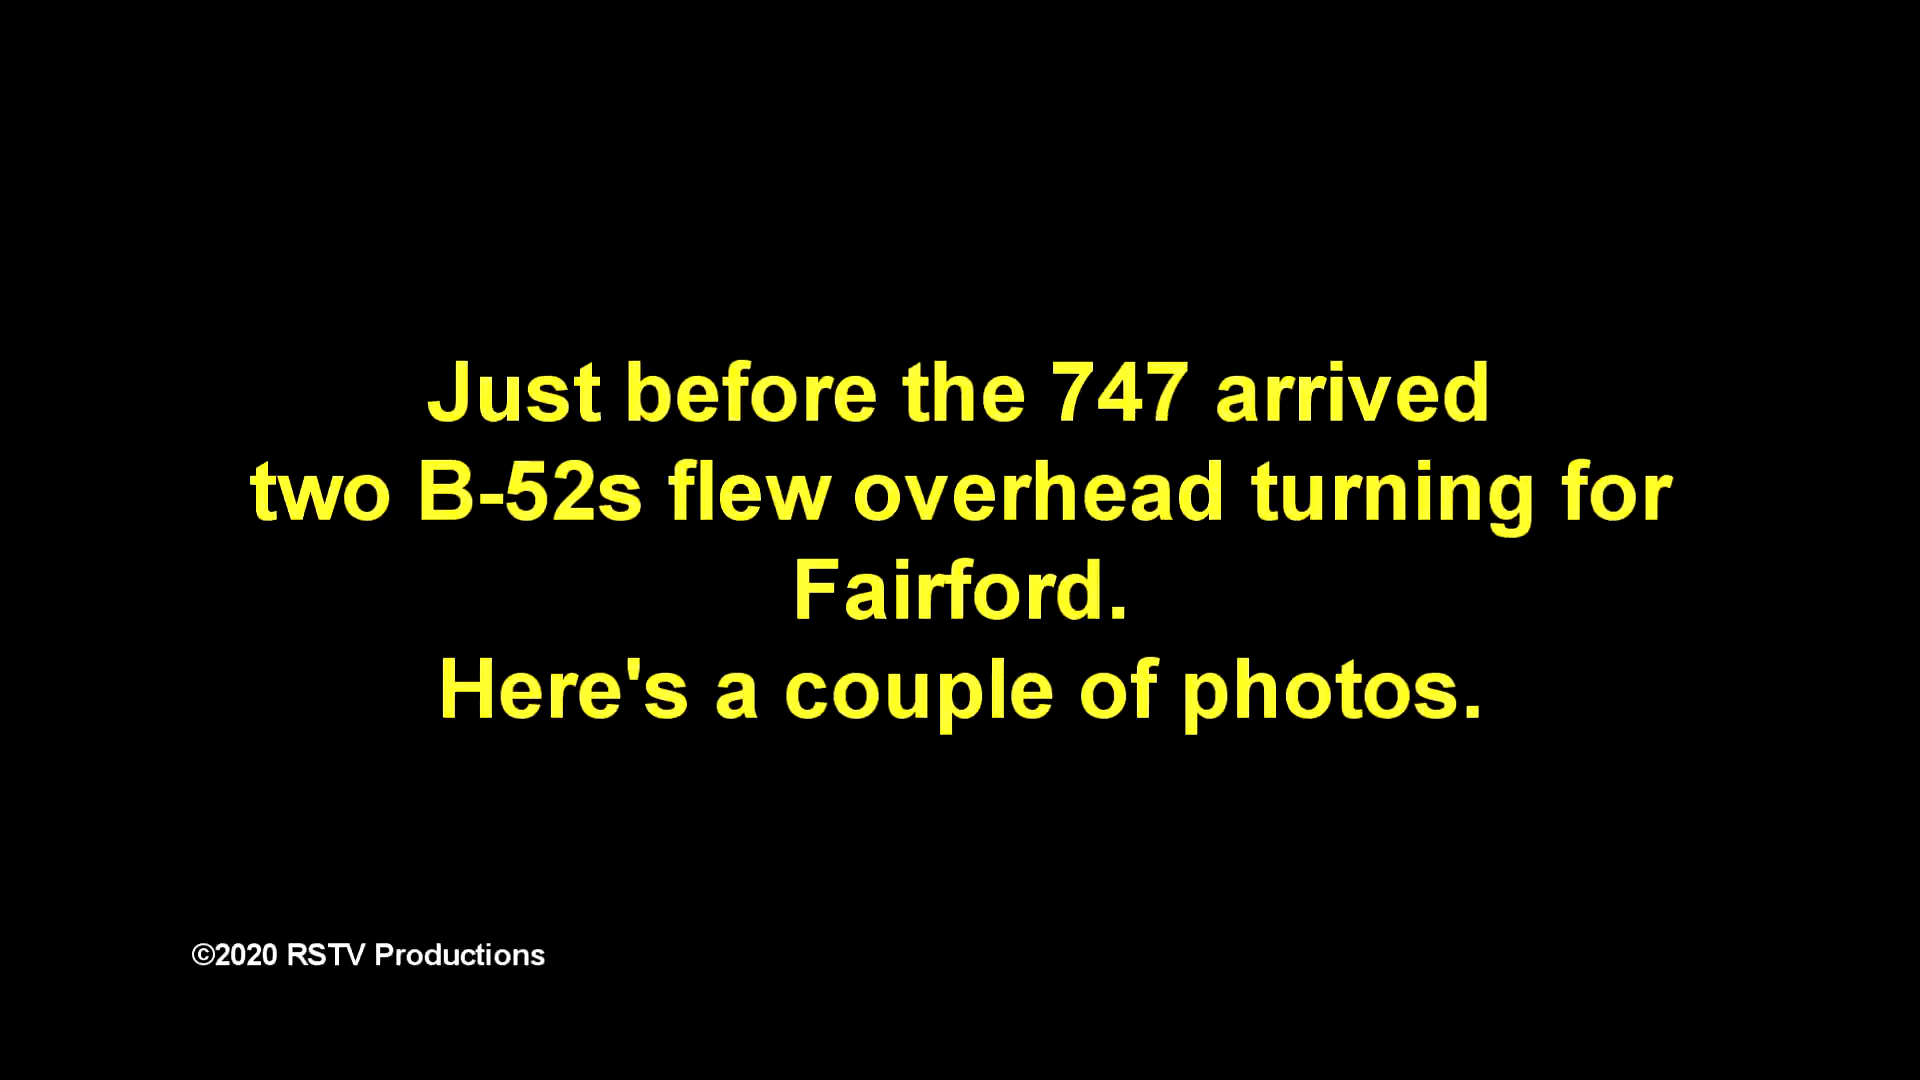 Just before the 747 arrived
two B-52s flew overhead turning for
Fairford.
Here's a couple of photos.
©2020 RSTV Productions